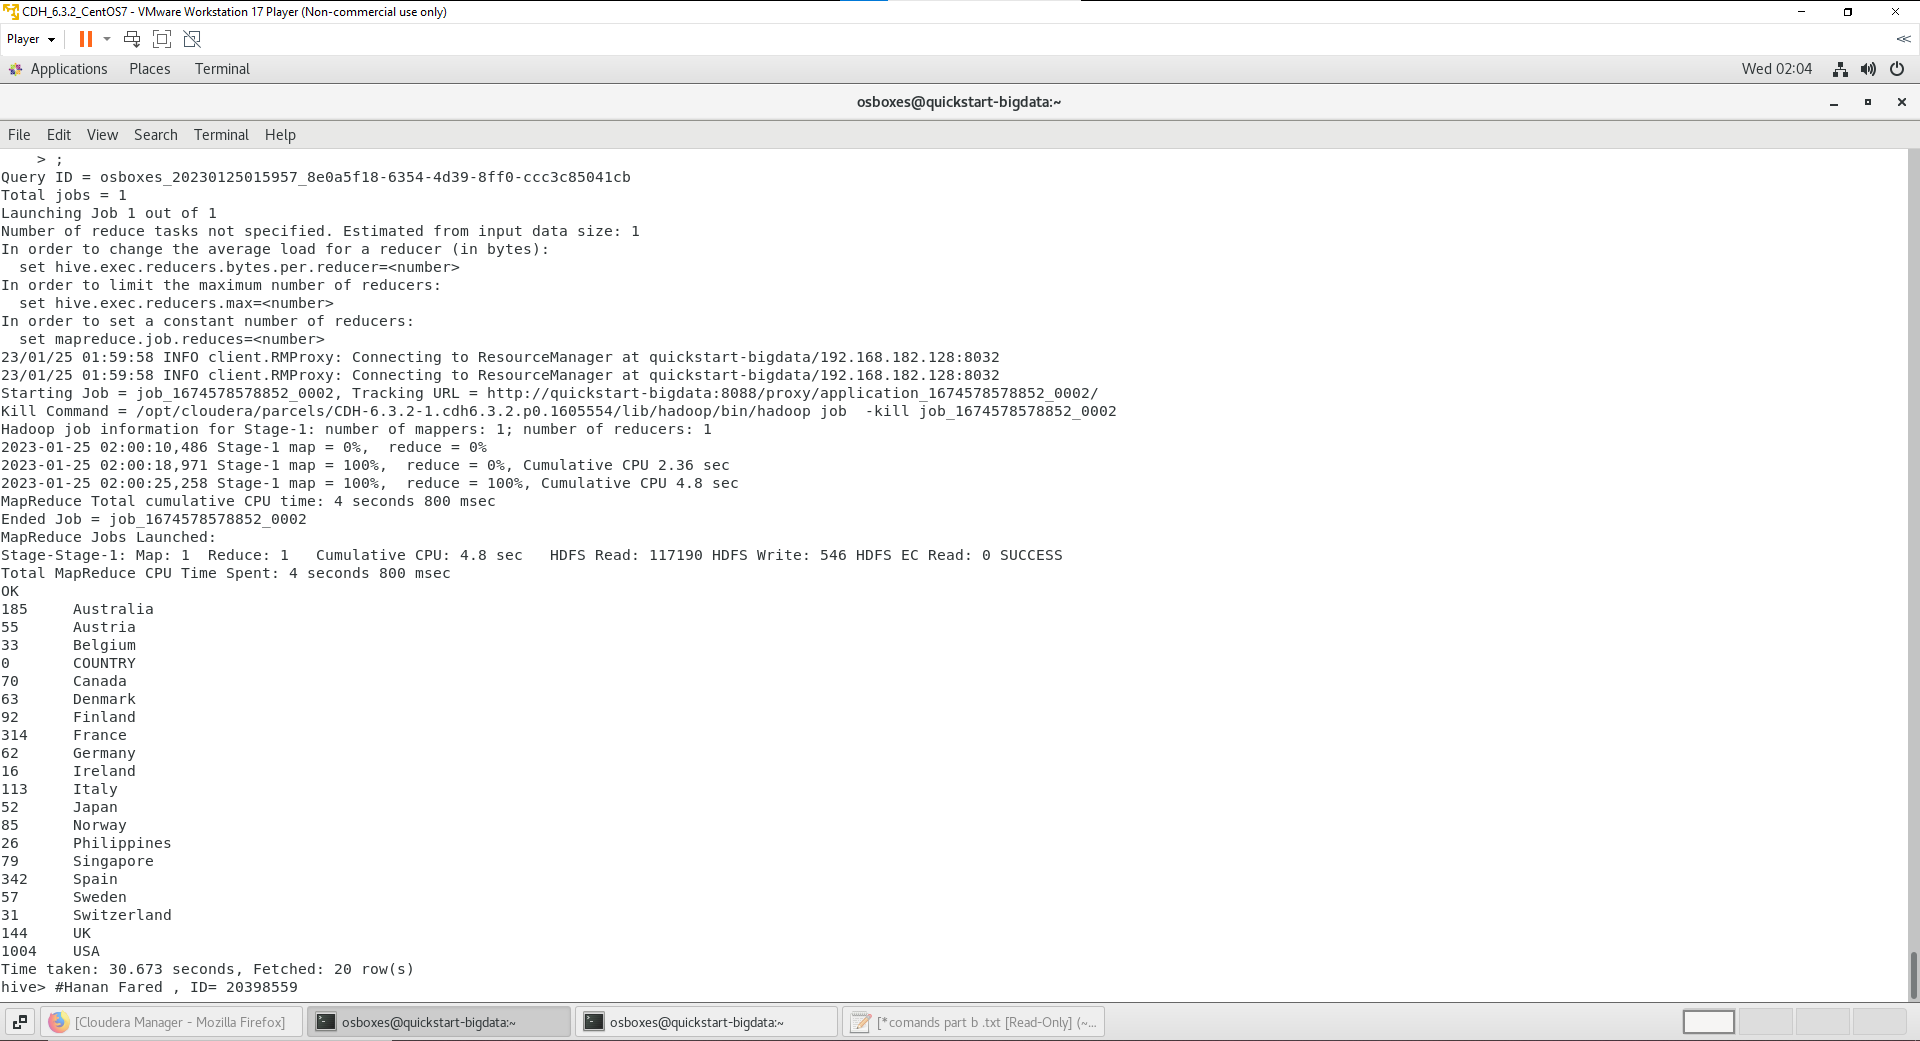 CDH_6.3.2_CentOS7 - VMware Workstation 17 Player (Non-commercial use only)
Player
Applications Places Terminal Wed 02:04
osboxes@quickstart-bigdata:~
File Edit View Search Terminal Help
    > ;
Query ID = osboxes_20230125015957_8e0a5f18-6354-4d39-8ff0-ccc3c85041cb
Total jobs = 1
Launching Job 1 out of 1
Number of reduce tasks not specified. Estimated from input data size: 1
In order to change the average load for a reducer (in bytes):
  set hive.exec.reducers.bytes.per.reducer=<number>
In order to limit the maximum number of reducers:
  set hive.exec.reducers.max=<number>
In order to set a constant number of reducers:
  set mapreduce.job.reduces=<number>
23/01/25 01:59:58 INFO client.RMProxy: Connecting to ResourceManager at quickstart-bigdata/192.168.182.128:8032
23/01/25 01:59:58 INFO client.RMProxy: Connecting to ResourceManager at quickstart-bigdata/192.168.182.128:8032
Starting Job = job_1674578578852_0002, Tracking URL = http://quickstart-bigdata:8088/proxy/application_1674578578852_0002/
Kill Command = /opt/cloudera/parcels/CDH-6.3.2-1.cdh6.3.2.p0.1605554/lib/hadoop/bin/hadoop job  -kill job_1674578578852_0002
Hadoop job information for Stage-1: number of mappers: 1; number of reducers: 1
2023-01-25 02:00:10,486 Stage-1 map = 0%,  reduce = 0%
2023-01-25 02:00:18,971 Stage-1 map = 100%,  reduce = 0%, Cumulative CPU 2.36 sec
2023-01-25 02:00:25,258 Stage-1 map = 100%,  reduce = 100%, Cumulative CPU 4.8 sec
MapReduce Total cumulative CPU time: 4 seconds 800 msec
Ended Job = job_1674578578852_0002
MapReduce Jobs Launched:
Stage-Stage-1: Map: 1  Reduce: 1   Cumulative CPU: 4.8 sec   HDFS Read: 117190 HDFS Write: 546 HDFS EC Read: 0 SUCCESS
Total MapReduce CPU Time Spent: 4 seconds 800 msec
OK
185     Australia
55      Austria
33      Belgium
0       COUNTRY
70      Canada
63      Denmark
92      Finland
314     France
62      Germany
16      Ireland
113     Italy
52      Japan
85      Norway
26      Philippines
79      Singapore
342     Spain
57      Sweden
31      Switzerland
144     UK
1004    USA
Time taken: 30.673 seconds, Fetched: 20 row(s)
hive> #Hanan Fared , ID= 20398559
[Cloudera Manager - Mozilla Firefox] osboxes@quickstart-bigdata:~ osboxes@quickstart-bigdata:~ [*comands part b .txt [Read-Only] (~...